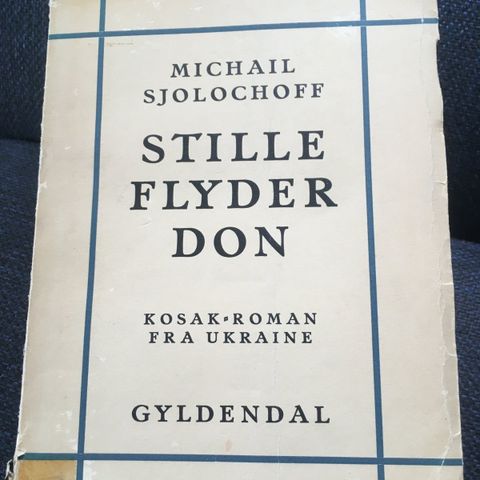 MICHAIL
SJOLOCHOFF
STILLE
FLYDER
DON
KOSAK-ROMAN
FRA UKRAINE
GYLDENDAL